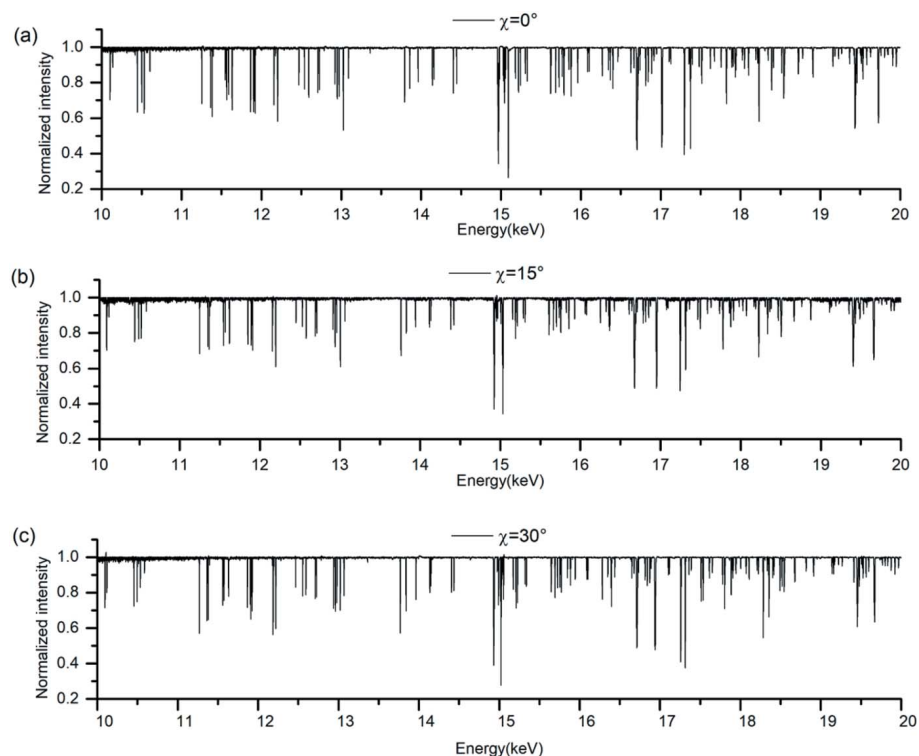 χ=0°
(a)
Normalized intensity
1.0
0.8
0.6
0.4
0.2
10 11 12 13 14 15 16 17 18 19 20
Energy(keV)
χ=15°
(b)
Normalized intensity
1.0
0.8
0.6
0.4
0.2
10 11 12 13 14 15 16 17 18 19 20
Energy(keV)
χ=30°
(c)
Normalized intensity
1.0
0.8
0.6
0.4
0.2
10 11 12 13 14 15 16 17 18 19 20
Energy(keV)